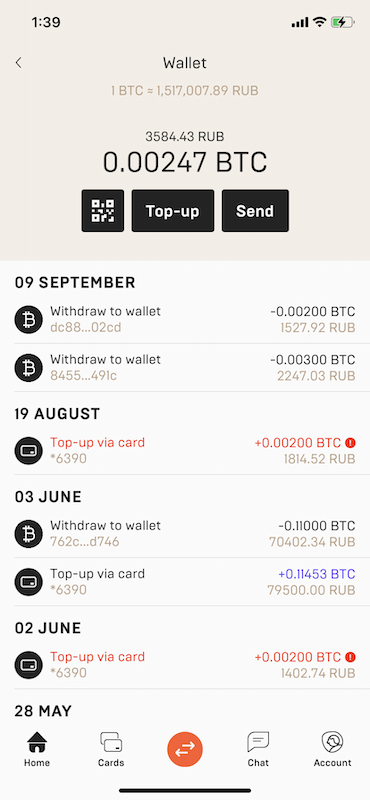 1:39
Wallet
1 BTC ≈ 1,517,007.89 RUB
3584.43 RUB
0.00247 BTC
Top-up Send
09 SEPTEMBER
Withdraw to wallet -0.00200 BTC
dc88...02cd 1527.92 RUB
Withdraw to wallet -0.00300 BTC
8455...491c 2247.03 RUB
19 AUGUST
Top-up via card +0.00200 BTC
*6390 1814.52 RUB
03 JUNE
Withdraw to wallet -0.11000 BTC
762c...d746 70402.34 RUB
Top-up via card +0.11453 BTC
*6390 79500.00 RUB
02 JUNE
Top-up via card +0.00200 BTC
*6390 1402.74 RUB
28 MAY
Home Cards Chat Account